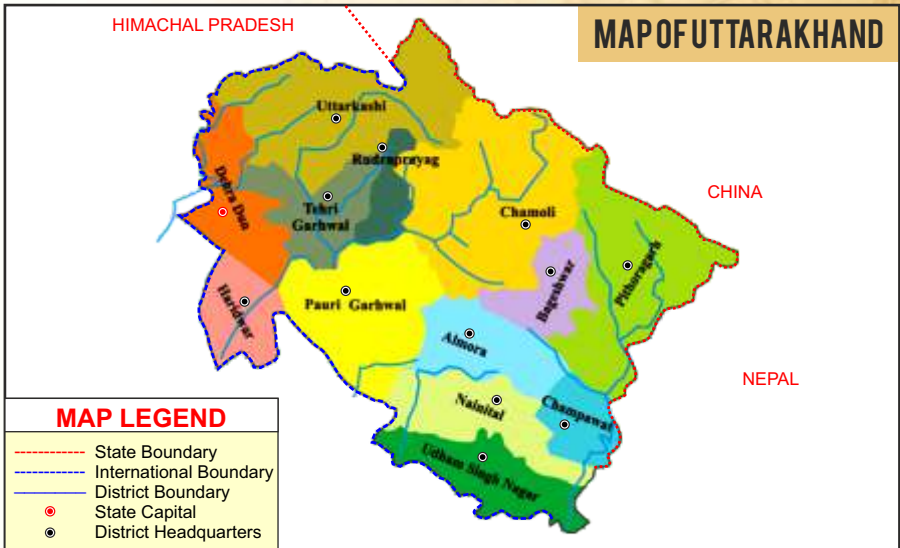 HIMACHAL PRADESH
MAP OF UTTARAKHAND
Uttarkashi
Rudraprayag
Dehra Dun
Tehri
Garhwal
CHINA
Chamoli
Pithoragarh
Bageshwar
Haridwar
Pauri Garhwal
Almora
NEPAL
Nainital
Champawat
Udham Singh Nagar
MAP LEGEND
State Boundary
International Boundary
District Boundary
State Capital
District Headquarters